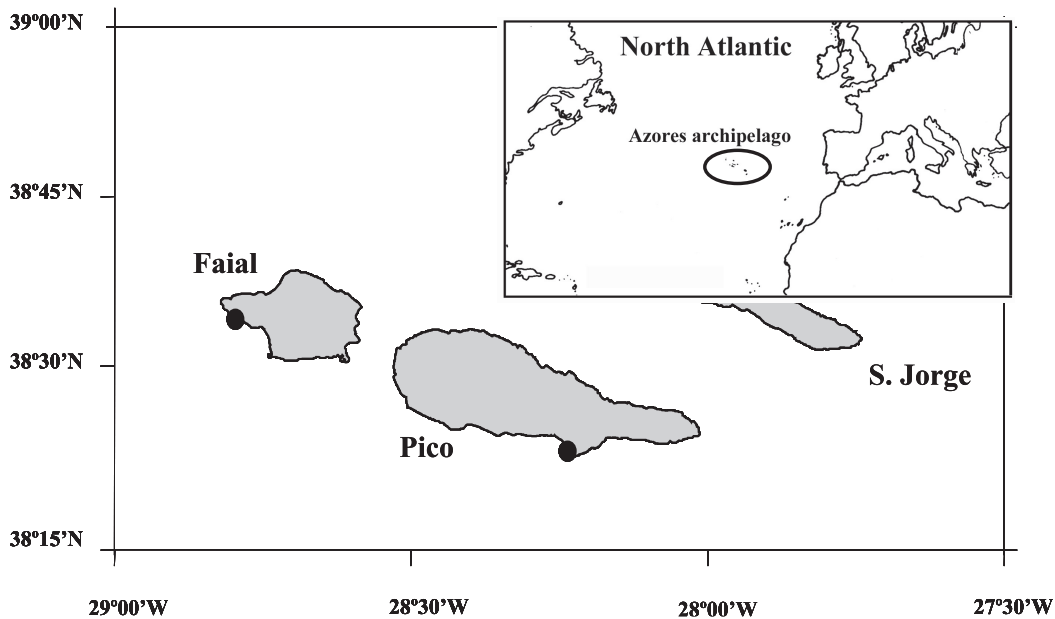 39º00’N
North Atlantic
Azores archipelago
38º45’N
Faial
38º30’N
S. Jorge
Pico
38º15’N
29º00’W
28º30’W
28º00’W
27º30’W